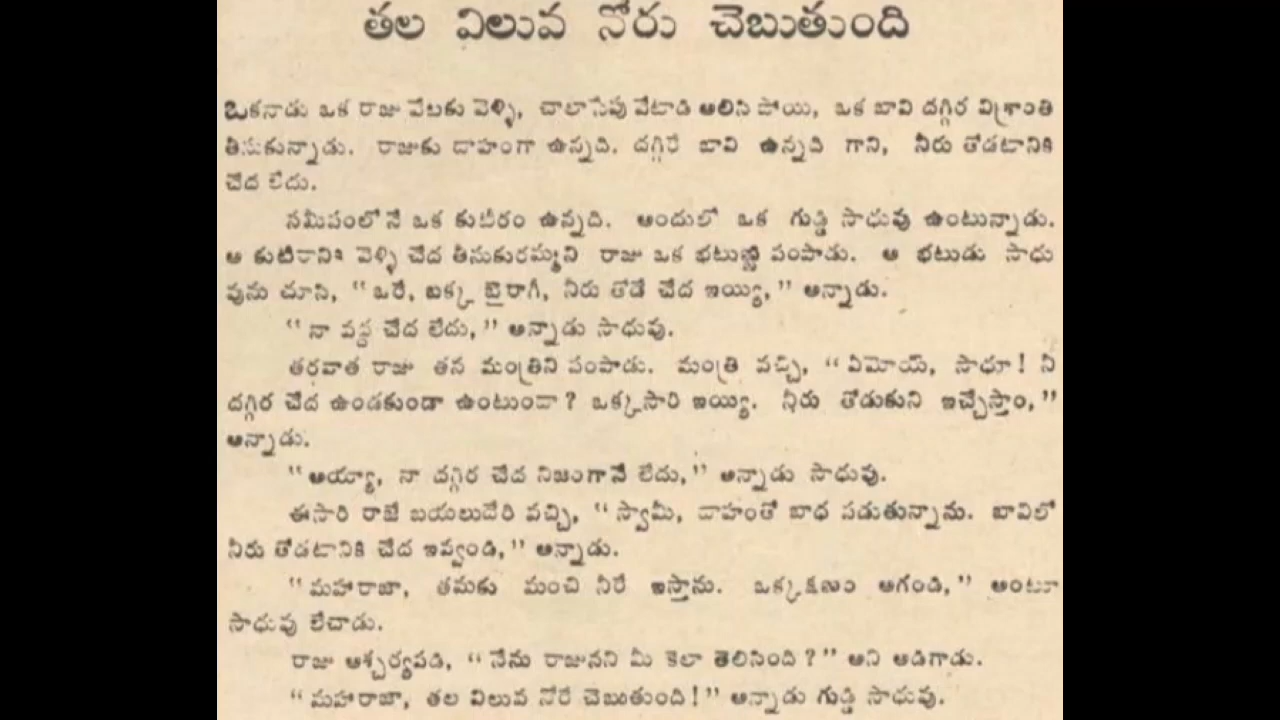 తల విలువ నోరు చెబుతుంది
ఒకనాడు ఒక రాజు వేటకు వెళ్ళి, చాలాసేపు వేటాడి అలిసి పోయి, ఒక బావి దగ్గిర విశ్రాంతి
తీసుకున్నాడు. రాజుకు దాహంగా ఉన్నది. దగ్గిరే బావి ఉన్నది గాని, నీరు తోడటానికి
చేద లేదు.
సమీపంలోనే ఒక కుటీరం ఉన్నది. అందులో ఒక గుడ్డి సాధువు ఉంటున్నాడు.
ఆ కుటీరానికి వెళ్ళి చేద తీసుకురమ్మని రాజు ఒక భటుణ్ణి పంపాడు. ఆ భటుడు సాధు
వును చూసి, "ఒరే, బక్క బైరాగీ, నీరు తోడే చేద ఇయ్యి," అన్నాడు.
"నా వద్ద చేద లేదు," అన్నాడు సాధువు.
తర్వాత రాజు తన మంత్రిని పంపాడు. మంత్రి వచ్చి, "ఏమోయ్, సాధూ! నీ
దగ్గిర చేద ఉండకుండా ఉంటుందా? ఒక్కసారి ఇయ్యి. నీరు తోడుకుని ఇచ్చేస్తాం,"
అన్నాడు.
"అయ్యా, నా దగ్గిర చేద నిజంగానే లేదు," అన్నాడు సాధువు.
ఈసారి రాజే బయలుదేరి వచ్చి, "స్వామీ, దాహంతో బాధ పడుతున్నాను. బావిలో
నీరు తోడటానికి చేద ఇవ్వండి," అన్నాడు.
"మహారాజా, తమకు మంచి నీరే ఇస్తాను. ఒక్కక్షణం ఆగండి," అంటూ
సాధువు లేచాడు.
రాజు ఆశ్చర్యపడి, "నేను రాజునని మీ కెలా తెలిసింది?" అని అడిగాడు.
"మహారాజా, తల విలువ నోరే చెబుతుంది!" అన్నాడు గుడ్డి సాధువు.